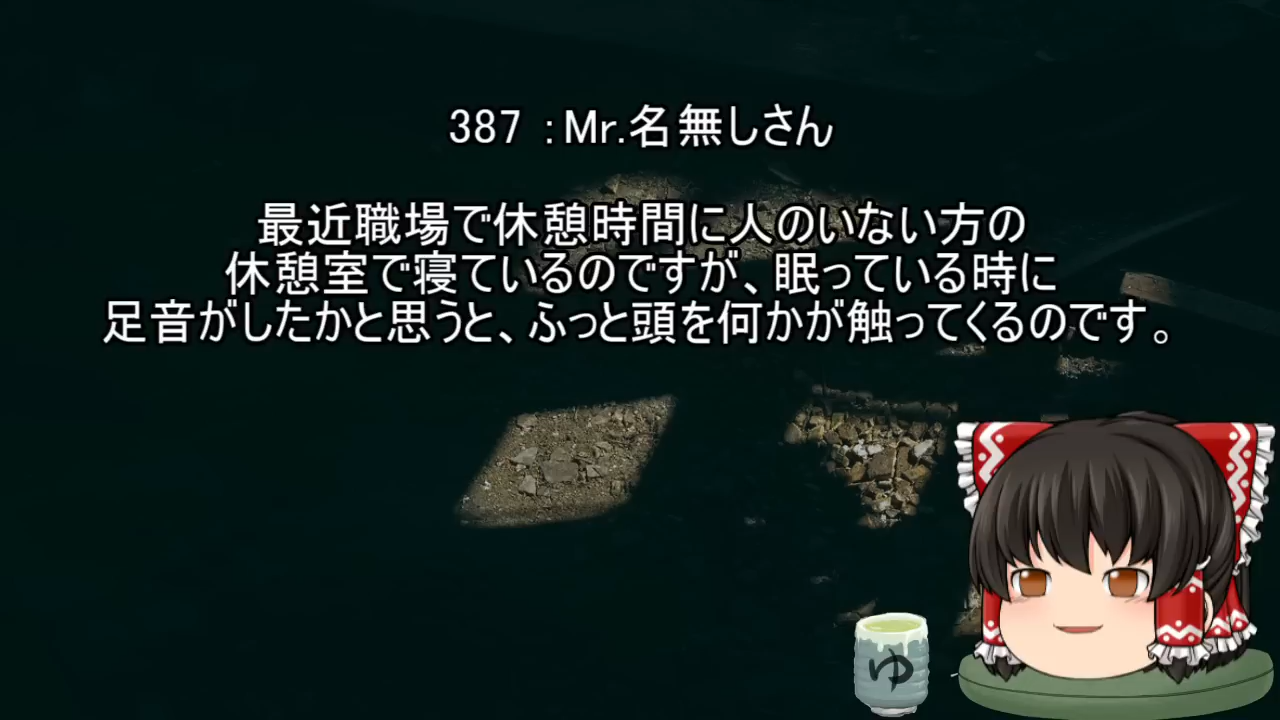 387 :Mr.名無しさん
最近職場で休憩時間に人のいない方の
休憩室で寝ているのですが、眠っている時に
足音がしたかと思うと、ふっと頭を何かが触ってくるのです。
ゆ